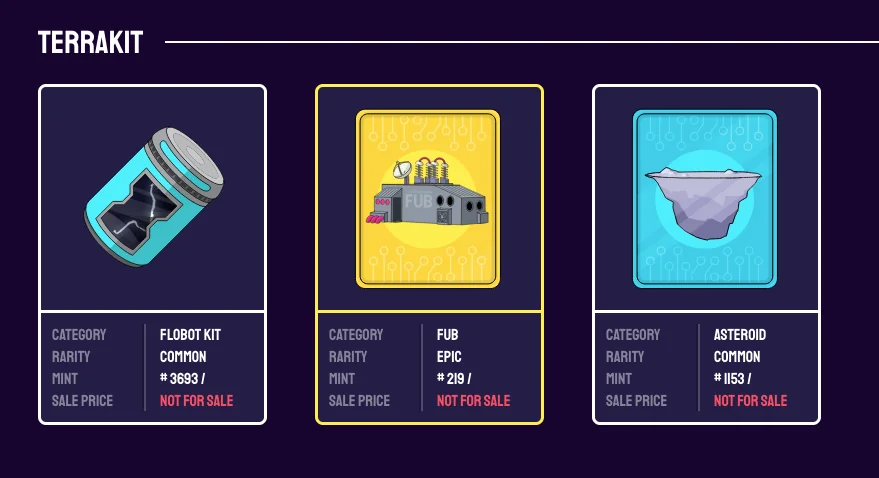 TERRAKIT
FUB
CATEGORY FLOBOT KIT
RARITY COMMON
MINT # 3693 /
SALE PRICE NOT FOR SALE
CATEGORY FUB
RARITY EPIC
MINT # 219 /
SALE PRICE NOT FOR SALE
CATEGORY ASTEROID
RARITY COMMON
MINT # 1153 /
SALE PRICE NOT FOR SALE